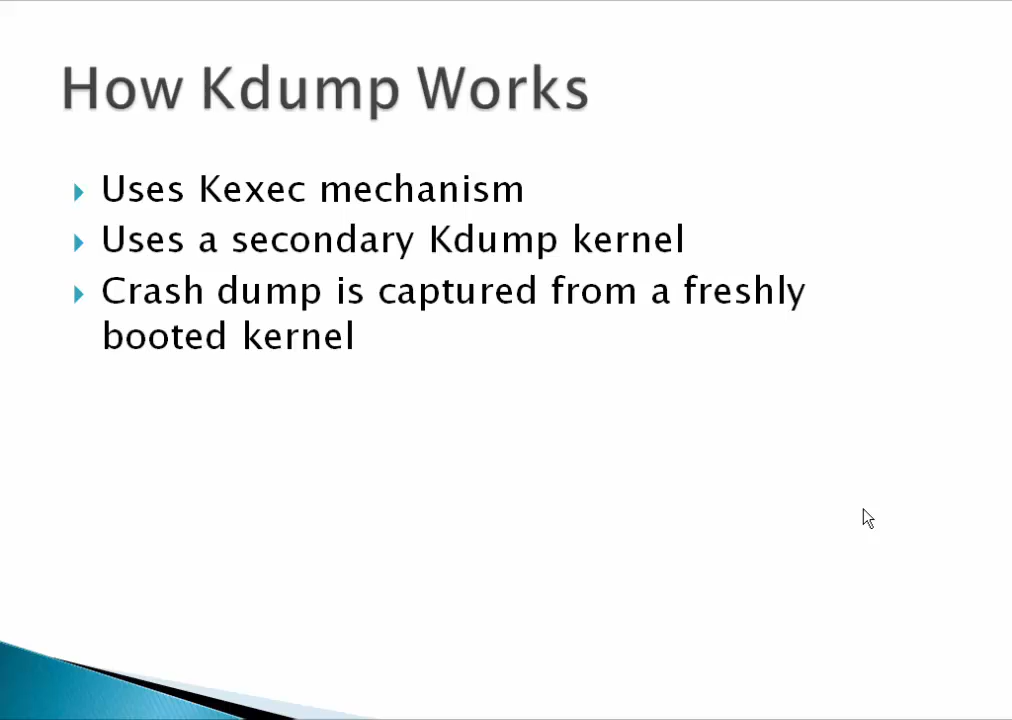 How Kdump Works
Uses Kexec mechanism
Uses a secondary Kdump kernel
Crash dump is captured from a freshly
booted kernel